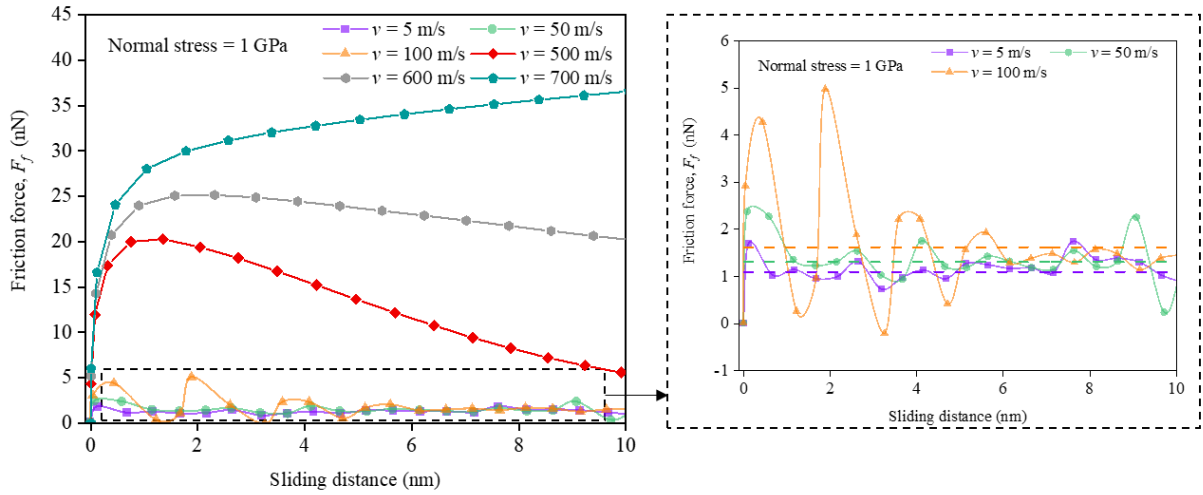 45
40
35
30
25
20
15
10
5
0
Friction force, F_f (nN)
Normal stress = 1 GPa
v = 5 m/s
v = 50 m/s
v = 100 m/s
v = 500 m/s
v = 600 m/s
v = 700 m/s
0 2 4 6 8 10
Sliding distance (nm)
6
5
4
3
2
1
0
-1
Friction force, F_f (nN)
v = 5 m/s
v = 50 m/s
Normal stress = 1 GPa
v = 100 m/s
0 2 4 6 8 10
Sliding distance (nm)